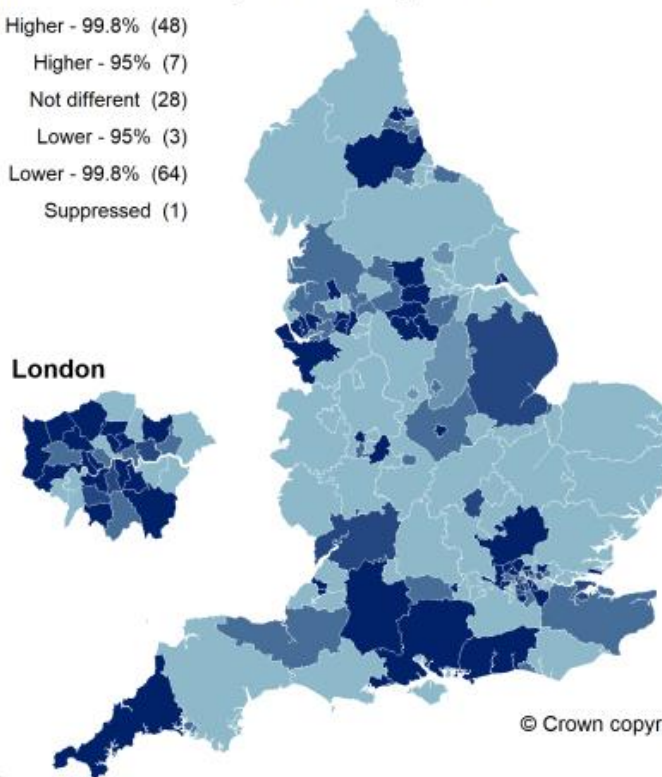 Higher - 99.8% (48)
Higher - 95% (7)
Not different (28)
Lower - 95% (3)
Lower - 99.8% (64)
Suppressed (1)
London
© Crown copyr